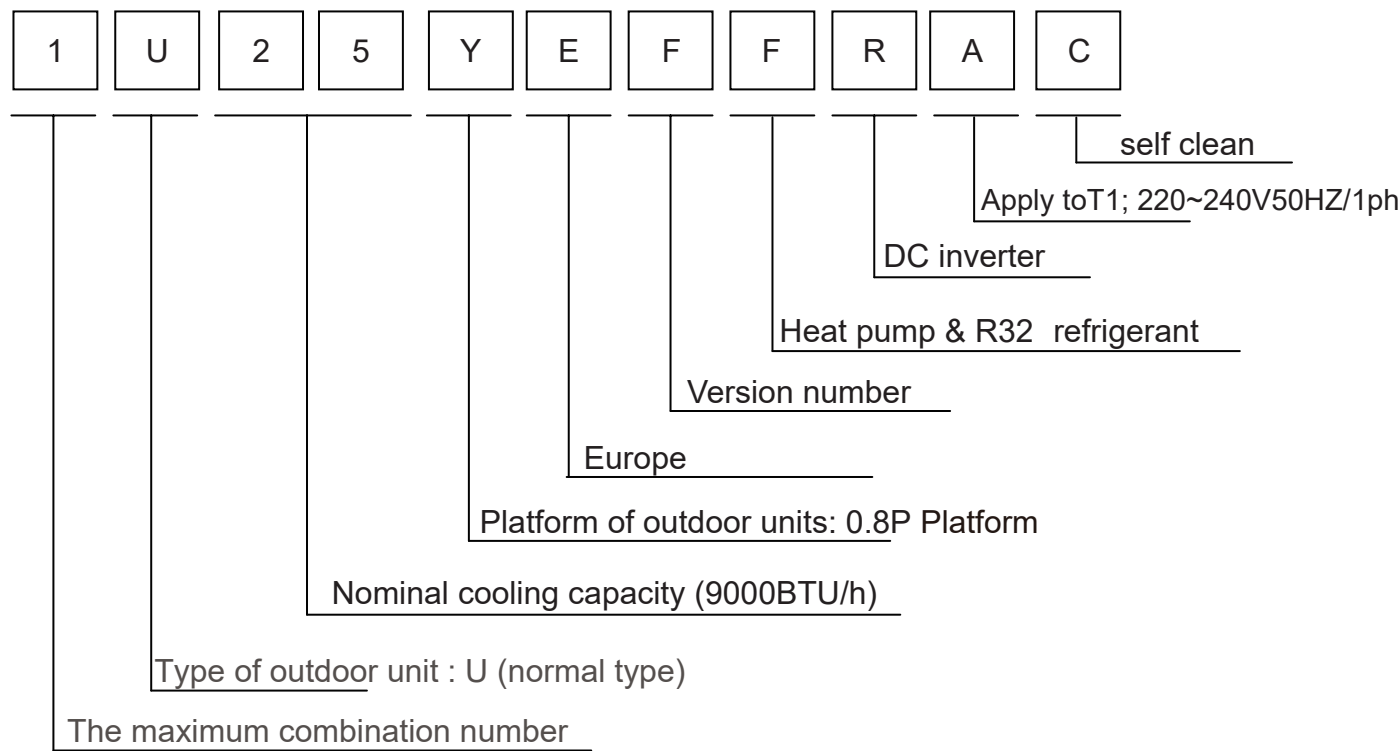 1 U 2 5 Y E F F R A C
self clean
Apply toT1; 220~240V50HZ/1ph
DC inverter
Heat pump & R32 refrigerant
Version number
Europe
Platform of outdoor units: 0.8P Platform
Nominal cooling capacity (9000BTU/h)
Type of outdoor unit : U (normal type)
The maximum combination number